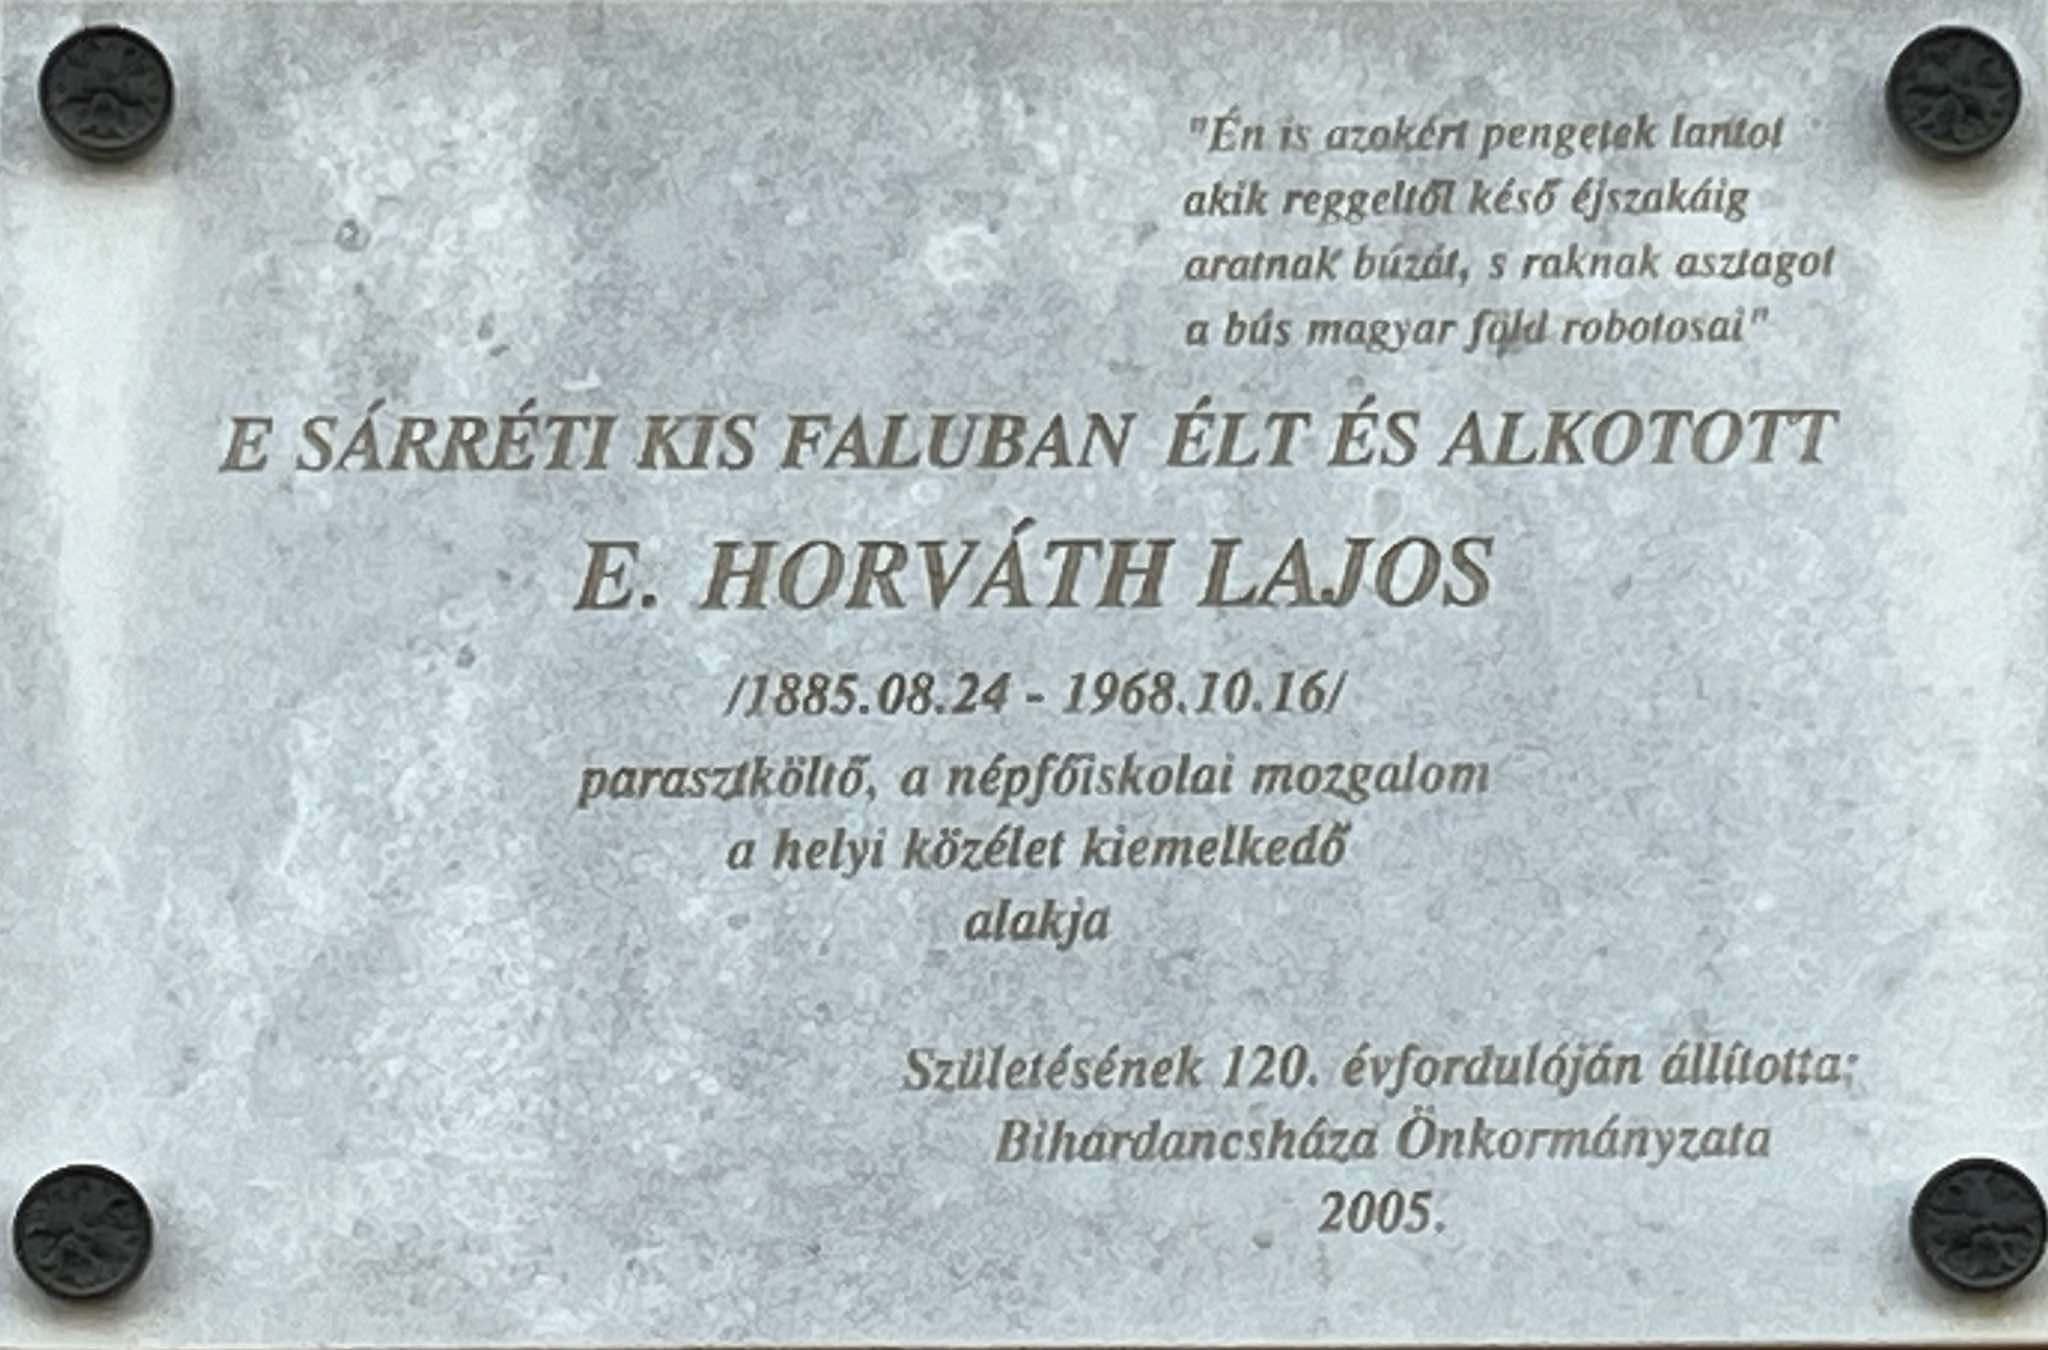 "Én is azokért pengetek lantot
akik reggeltől késő éjszakáig
aratnak búzát, s raknak asztagot
a bús magyar föld robotosai"
E SÁRRÉTI KIS FALUBAN ÉLT ÉS ALKOTOTT
E. HORVÁTH LAJOS
/1885.08.24 - 1968.10.16/
parasztköltő, a népfőiskolai mozgalom
a helyi közélet kiemelkedő
alakja
Születésének 120. évfordulóján állította:
Bihardancsháza Önkormányzata
2005.